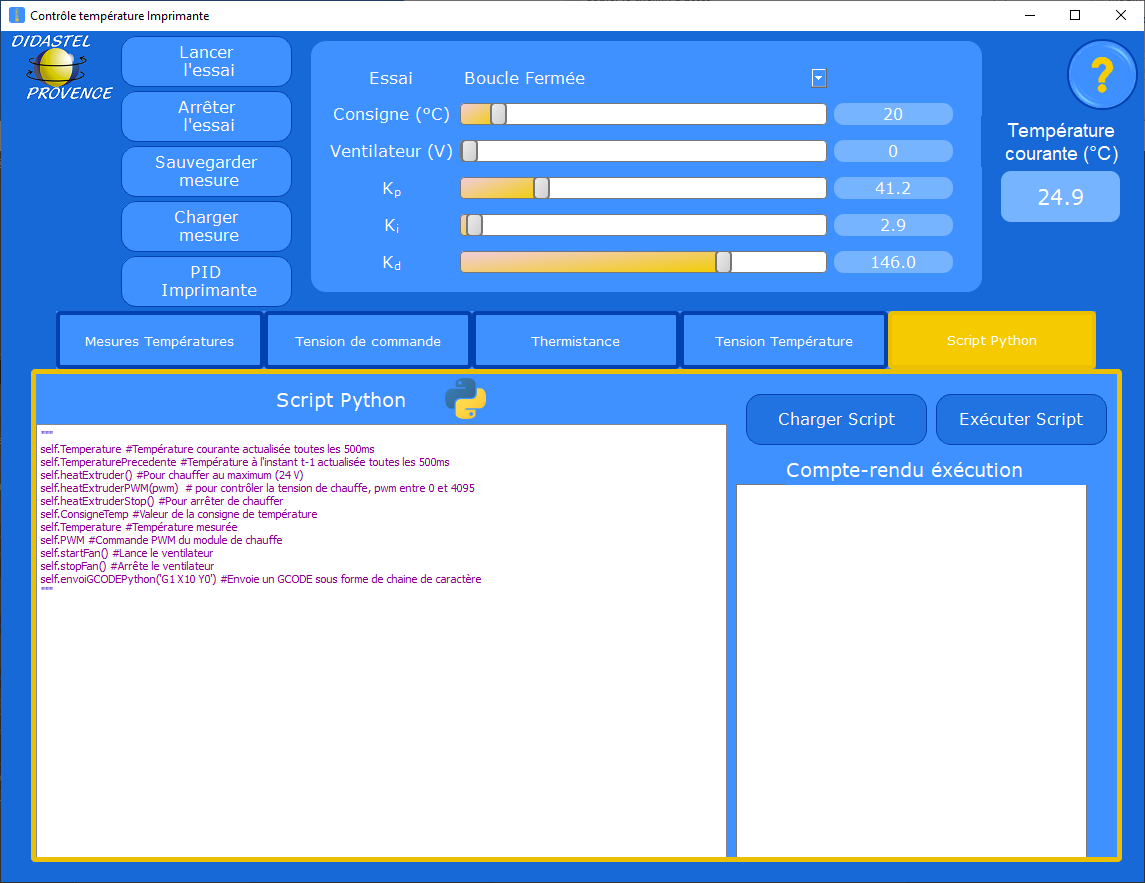 Contrôle température Imprimante
DIDASTEL
PROVENCE
Lancer
l'essai
Arrêter
l'essai
Sauvegarder
mesure
Charger
mesure
PID
Imprimante
Essai Boucle Fermée
Consigne (°C) 20
Ventilateur (V) 0
Kp 41.2
Ki 2.9
Kd 146.0
?
Température
courante (°C)
24.9
Mesures Températures Tension de commande Thermistance Tension Température Script Python
Script Python
"""
self.Temperature #Température courante actualisée toutes les 500ms
self.TemperaturePrecedente #Température à l'instant t-1 actualisée toutes les 500ms
self.heatExtruder() #Pour chauffer au maximum (24 V)
self.heatExtruderPWM(pwm)  # pour contrôler la tension de chauffe, pwm entre 0 et 4095
self.heatExtruderStop() #Pour arrêter de chauffer
self.ConsigneTemp #Valeur de la consigne de température
self.Temperature #Température mesurée
self.PWM #Commande PWM du module de chauffe
self.startFan() #Lance le ventilateur
self.stopFan() #Arrête le ventilateur
self.envoiGCODEPython('G1 X10 Y0') #Envoie un GCODE sous forme de chaine de caractère
"""
Charger Script Exécuter Script
Compte-rendu éxécution